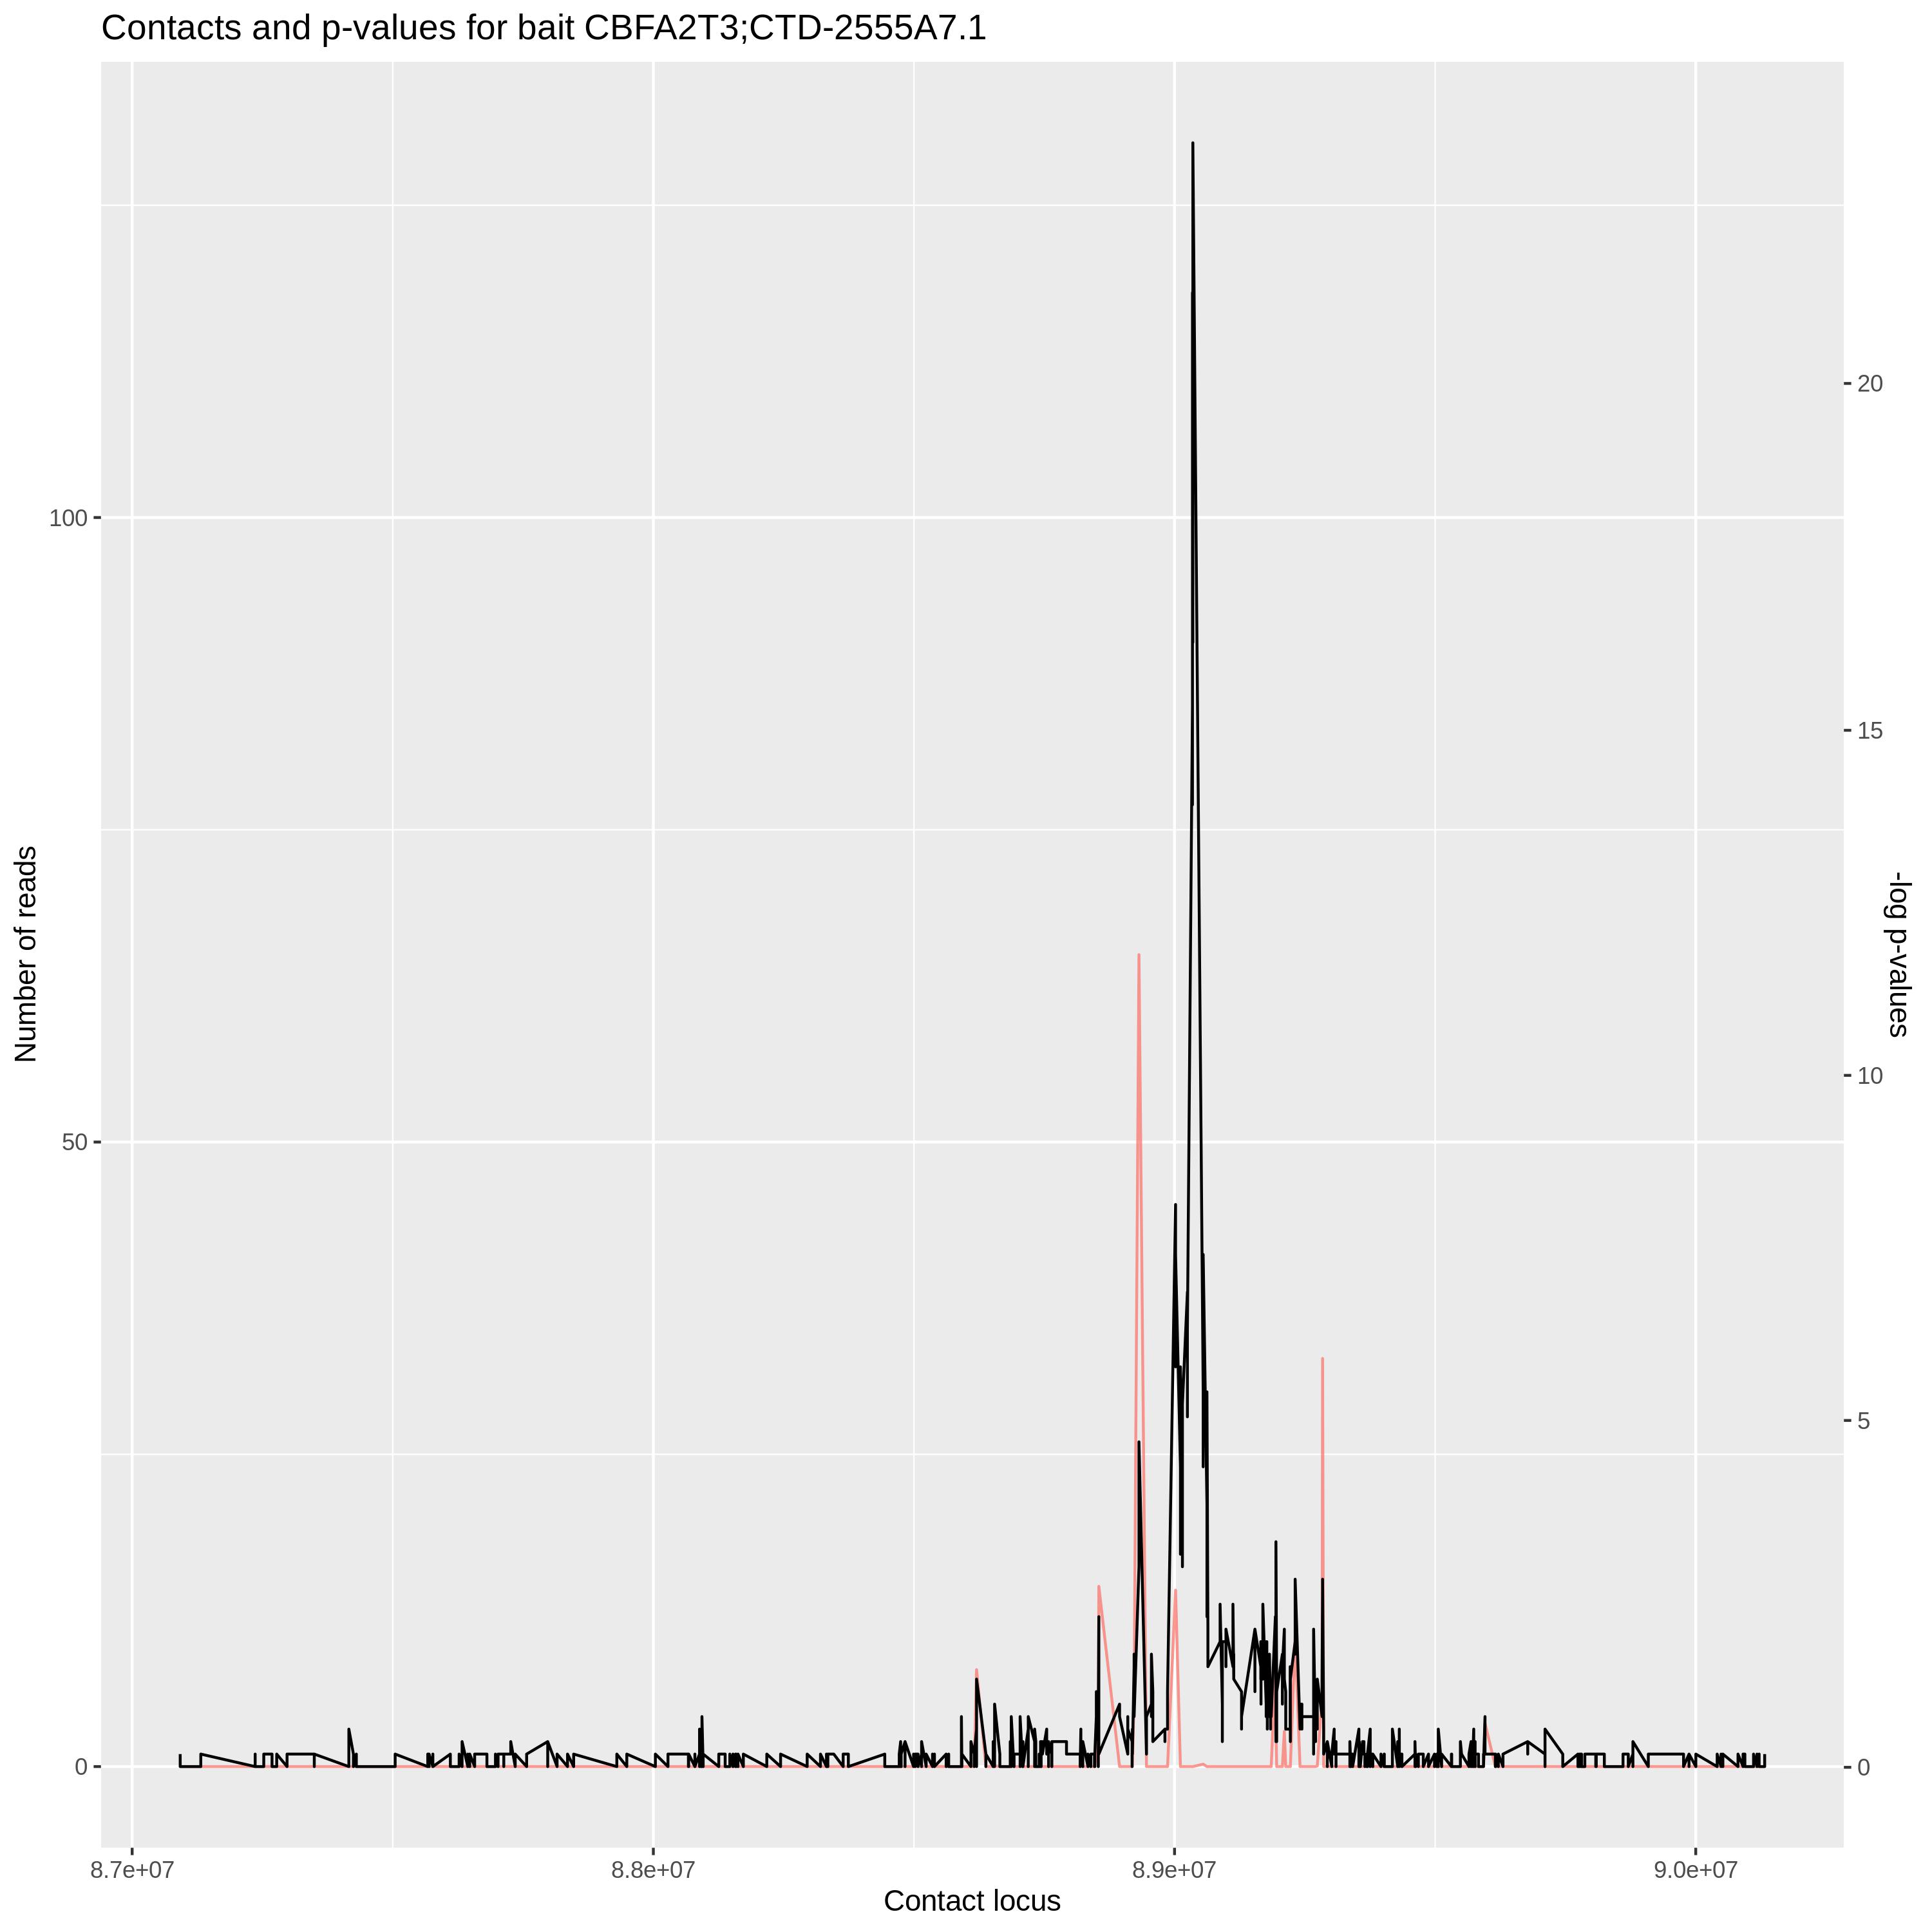 Contacts and p-values for bait CBFA2T3;CTD-2555A7.1
Number of reads
100
50
0
20
15
10
5
0
-log p-values
8.7e+07
8.8e+07
8.9e+07
9.0e+07
Contact locus